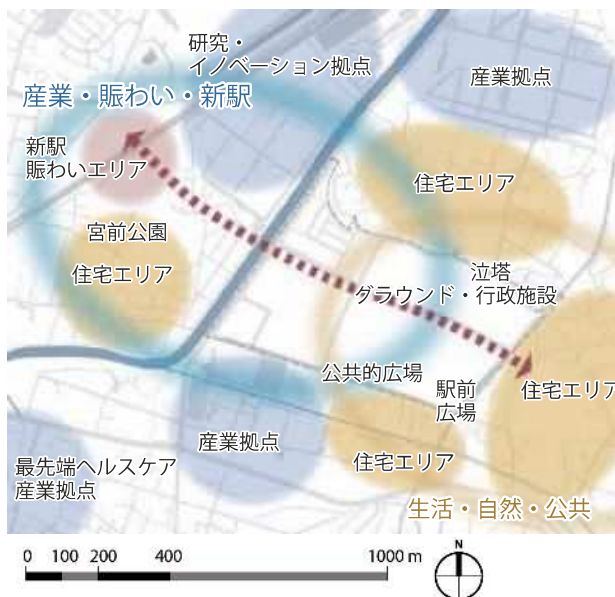 研究・
イノベーション拠点
産業拠点
産業・賑わい・新駅
新駅
賑わいエリア
住宅エリア
宮前公園
住宅エリア
泣塔
グラウンド・行政施設
公共的広場
駅前
広場
住宅エリア
産業拠点
住宅エリア
最先端ヘルスケア
産業拠点
生活・自然・公共
0 100 200 400 1000 m
N